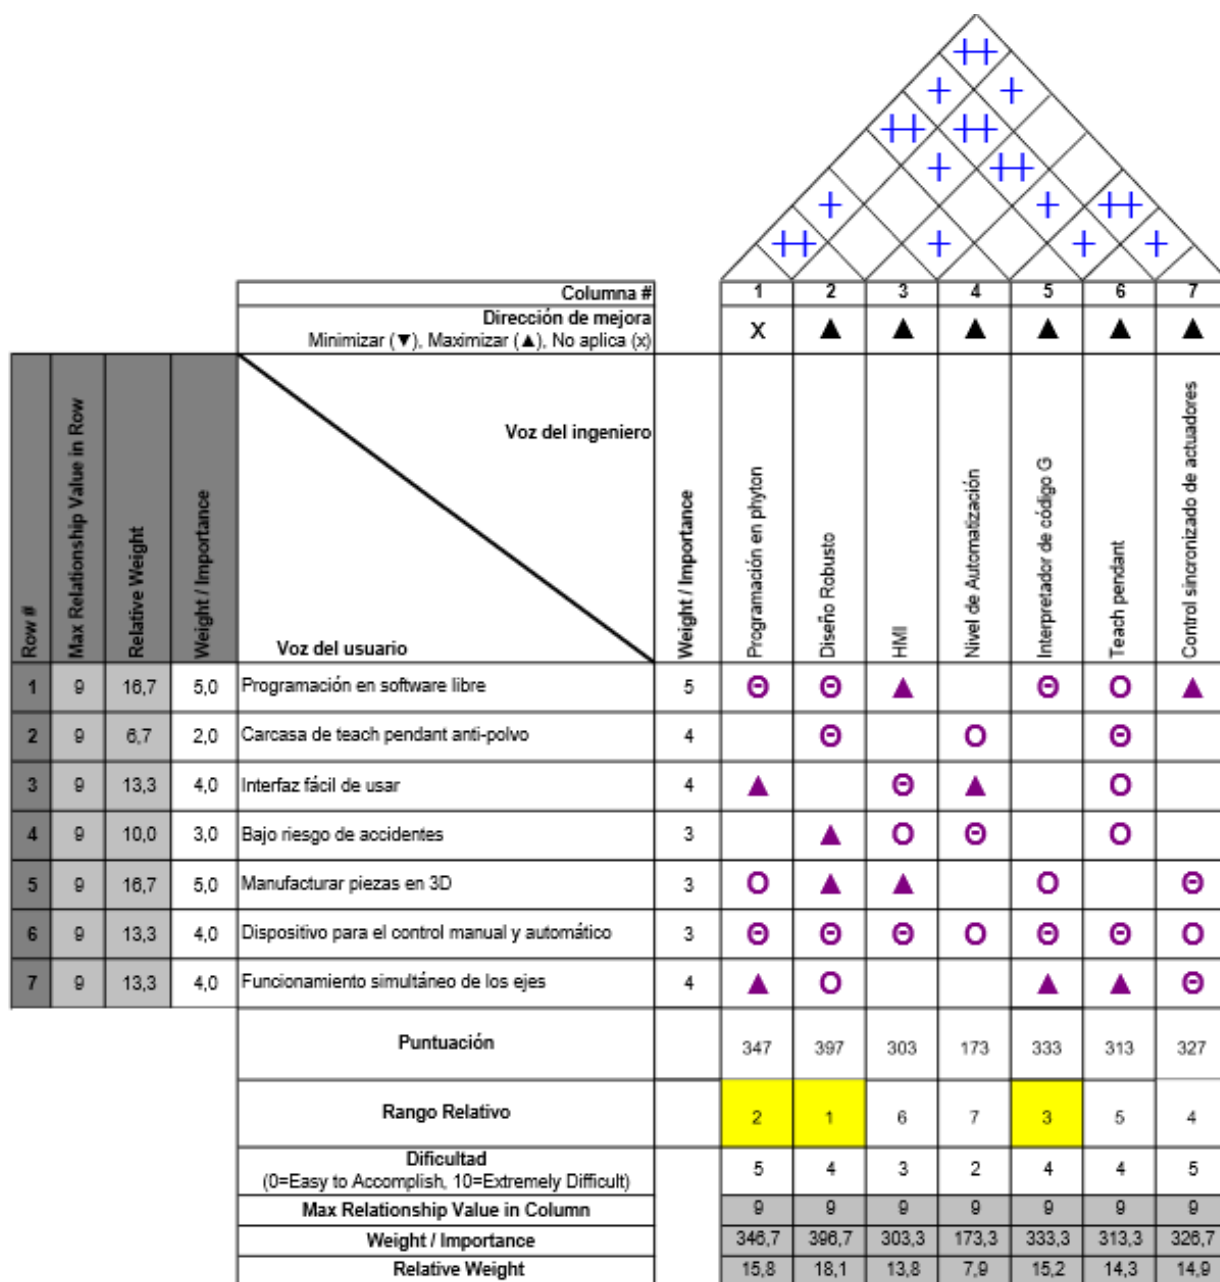 ++
+ +
++ ++
+ ++
+ + ++
++ + + +
Columna # 1 2 3 4 5 6 7
Dirección de mejora
Minimizar (▼), Maximizar (▲), No aplica (x) X ▲ ▲ ▲ ▲ ▲ ▲
Row #
Max Relationship Value in Row
Relative Weight
Weight / Importance
Voz del ingeniero
Voz del usuario
Weight / Importance
Programación en phyton
Diseño Robusto
HMI
Nivel de Automatización
Interpretador de código G
Teach pendant
Control sincronizado de actuadores
1 9 16,7 5,0 Programación en software libre 5 Θ Θ ▲ Θ O ▲
2 9 6,7 2,0 Carcasa de teach pendant anti-polvo 4 Θ O Θ
3 9 13,3 4,0 Interfaz fácil de usar 4 ▲ Θ ▲ O
4 9 10,0 3,0 Bajo riesgo de accidentes 3 ▲ O Θ O
5 9 16,7 5,0 Manufacturar piezas en 3D 3 O ▲ ▲ O Θ
6 9 13,3 4,0 Dispositivo para el control manual y automático 3 Θ Θ Θ O Θ Θ O
7 9 13,3 4,0 Funcionamiento simultáneo de los ejes 4 ▲ O ▲ ▲ Θ
Puntuación 347 397 303 173 333 313 327
Rango Relativo 2 1 6 7 3 5 4
Dificultad
(0=Easy to Accomplish, 10=Extremely Difficult) 5 4 3 2 4 4 5
Max Relationship Value in Column 9 9 9 9 9 9 9
Weight / Importance 346,7 396,7 303,3 173,3 333,3 313,3 326,7
Relative Weight 15,8 18,1 13,8 7,9 15,2 14,3 14,9